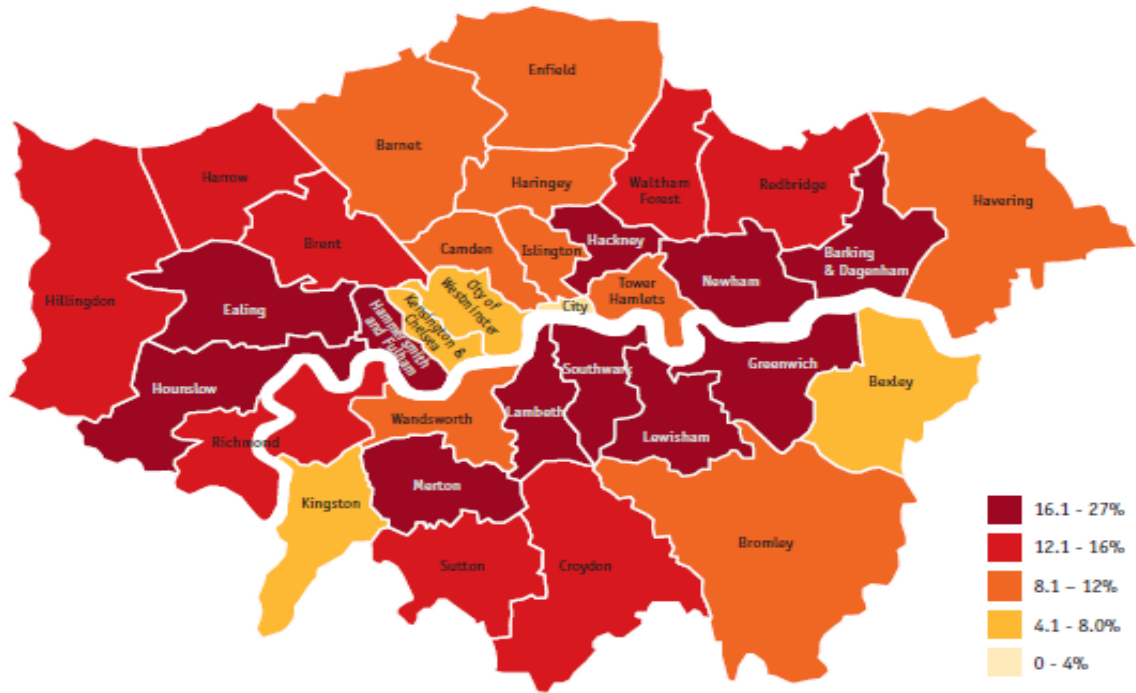 Enfield
Barnet
Harrow
Haringey
Waltham
Forest
Redbridge
Havering
Brent
Camden
Islington
Hackney
Barking
& Dagenham
Newham
Tower
Hamlets
City of
Westminster
City
Hillingdon
Ealing
Kensington &
Chelsea
Hammersmith
and Fulham
Hounslow
Southwark
Greenwich
Bexley
Richmond
Wandsworth
Lambeth
Lewisham
Merton
Kingston
Sutton
Croydon
Bromley
16.1 - 27%
12.1 - 16%
8.1 – 12%
4.1 - 8.0%
0 - 4%